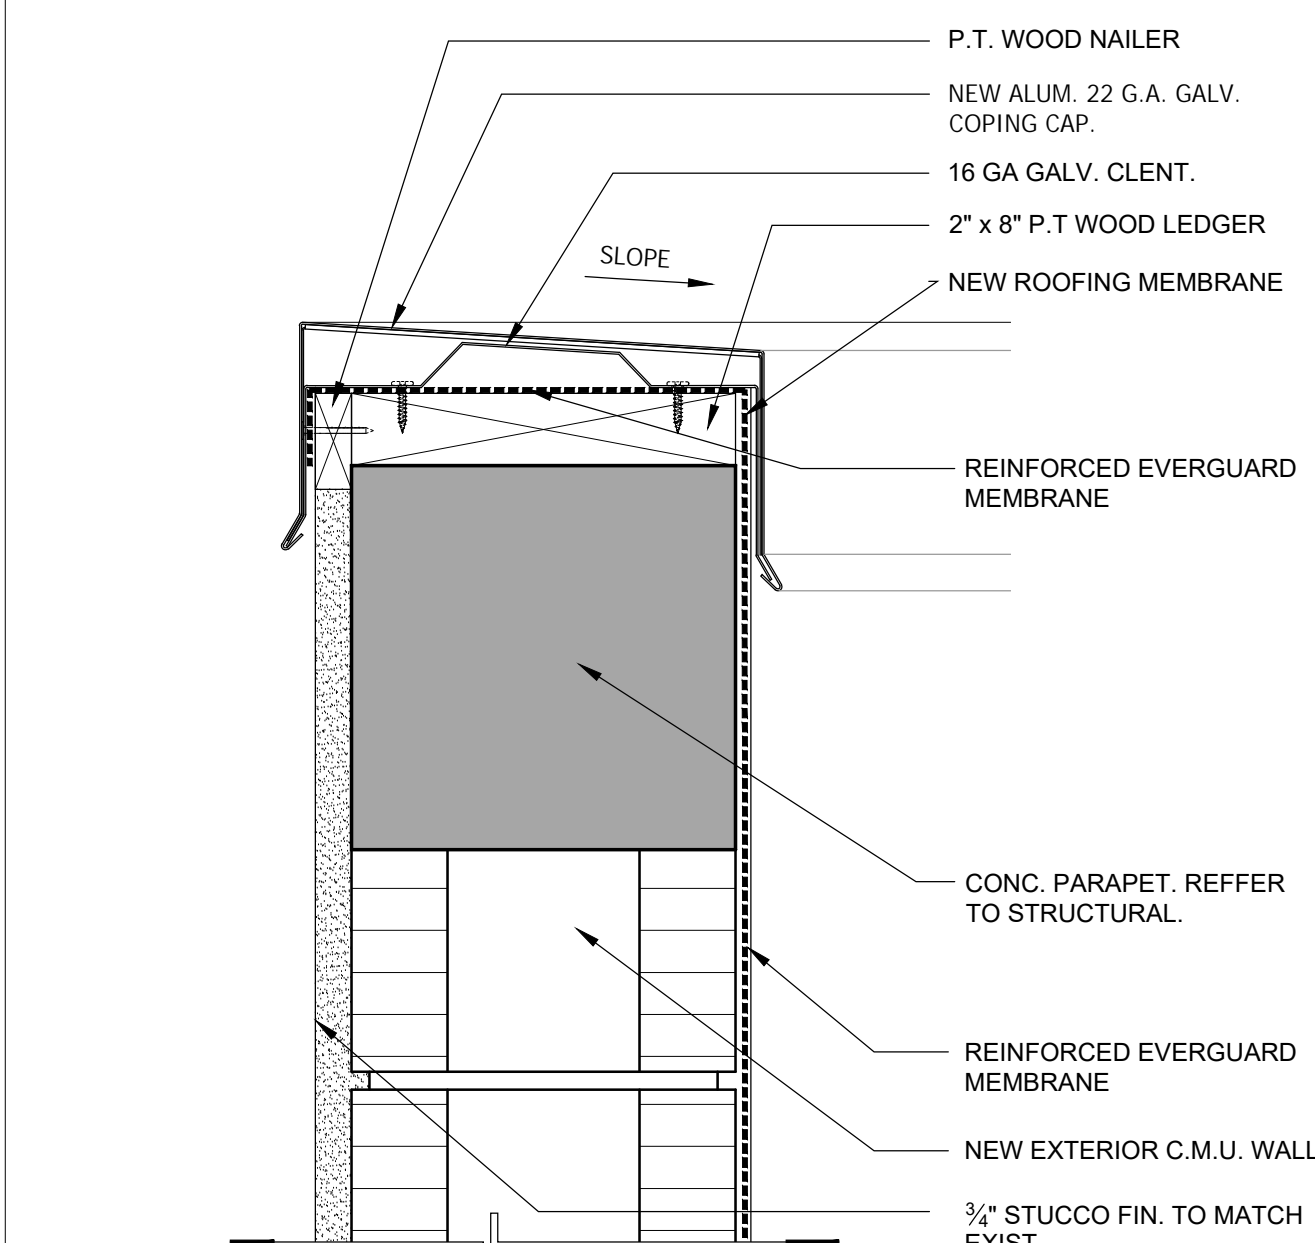 P.T. WOOD NAILER
NEW ALUM. 22 G.A. GALV.
COPING CAP.
16 GA GALV. CLENT.
2" x 8" P.T WOOD LEDGER
SLOPE
NEW ROOFING MEMBRANE
REINFORCED EVERGUARD
MEMBRANE
CONC. PARAPET. REFFER
TO STRUCTURAL.
REINFORCED EVERGUARD
MEMBRANE
NEW EXTERIOR C.M.U. WALL
¾" STUCCO FIN. TO MATCH
EXIST